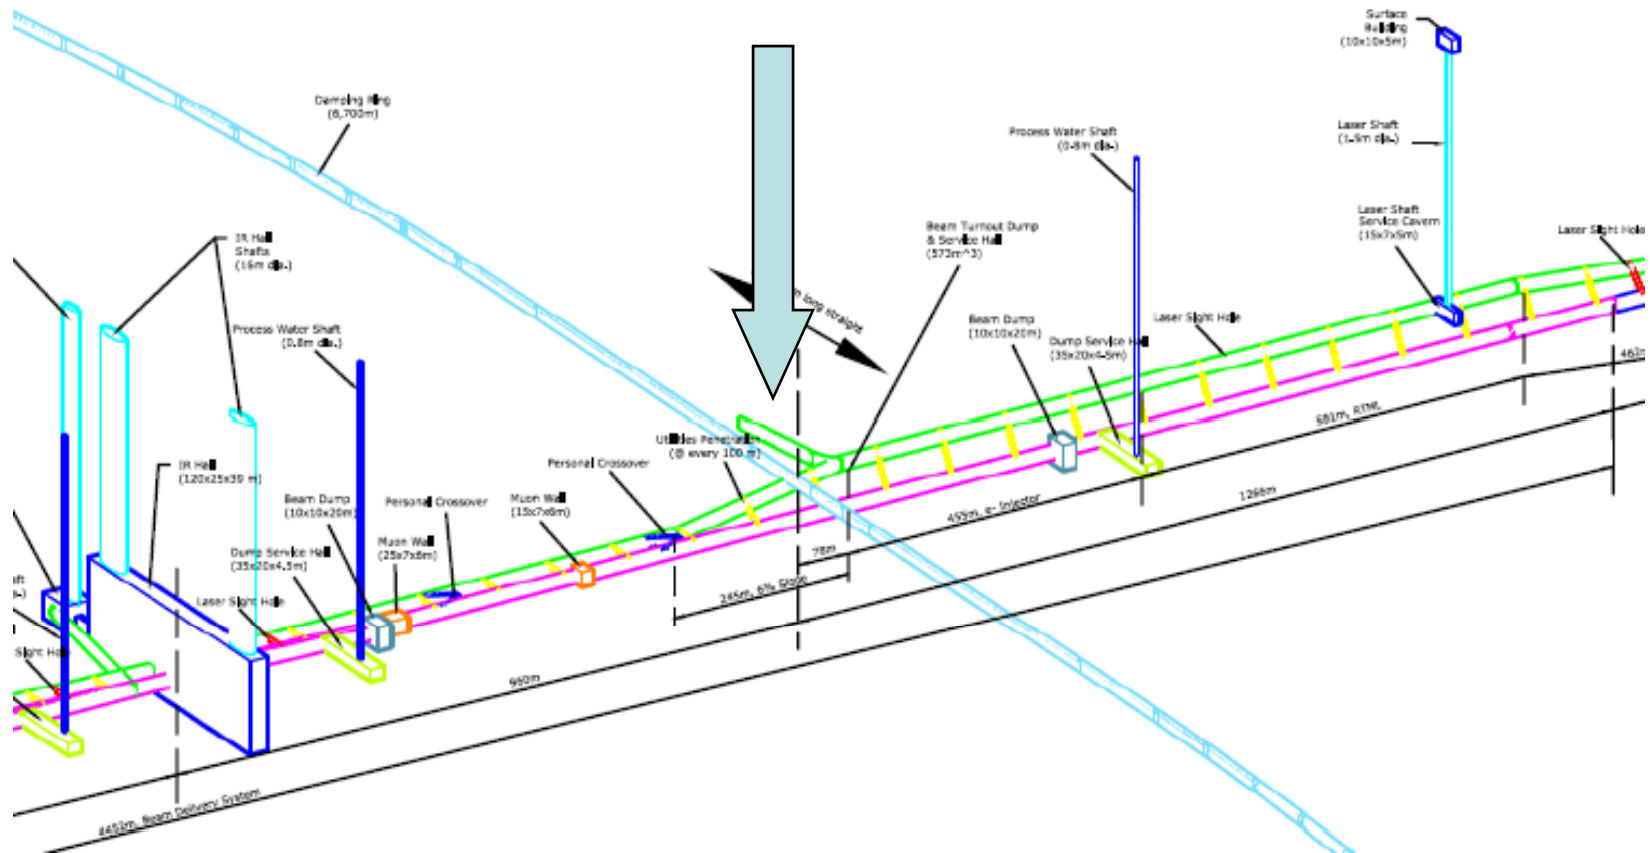 Surface
Building
(10x10x5m)
Damping Ring
(6,700m)
Process Water Shaft
(0.8m dia.)
Laser Shaft
(1.5m dia.)
Laser Shaft
Service Cavern
(15x7x5m)
Laser Sight Hole
IR Hall
Shafts
(16m dia.)
Beam Turnout Dump
& Service Hall
(573m^3)
long straight
Process Water Shaft
(0.8m dia.)
Beam Dump
(10x10x20m)
Laser Sight Hole
Dump Service Hall
(35x20x4.5m)
462m
681m, RTML
Utilities Penetration
(@ every 100 m)
Personal Crossover
IR Hall
(120x25x39 m)
Beam Dump
(10x10x20m)
Personal Crossover
Muon Wall
(15x7x6m)
1266m
455m, e- Injector
Muon Wall
(25x7x6m)
Dump Service Hall
(35x20x4.5m)
78m
245m, 6% Slope
Laser Sight Hole
Sight Hole
960m
4452m, Beam Delivery System